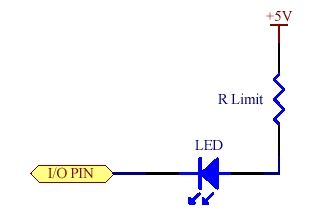 +5V
R Limit
LED
I/O PIN